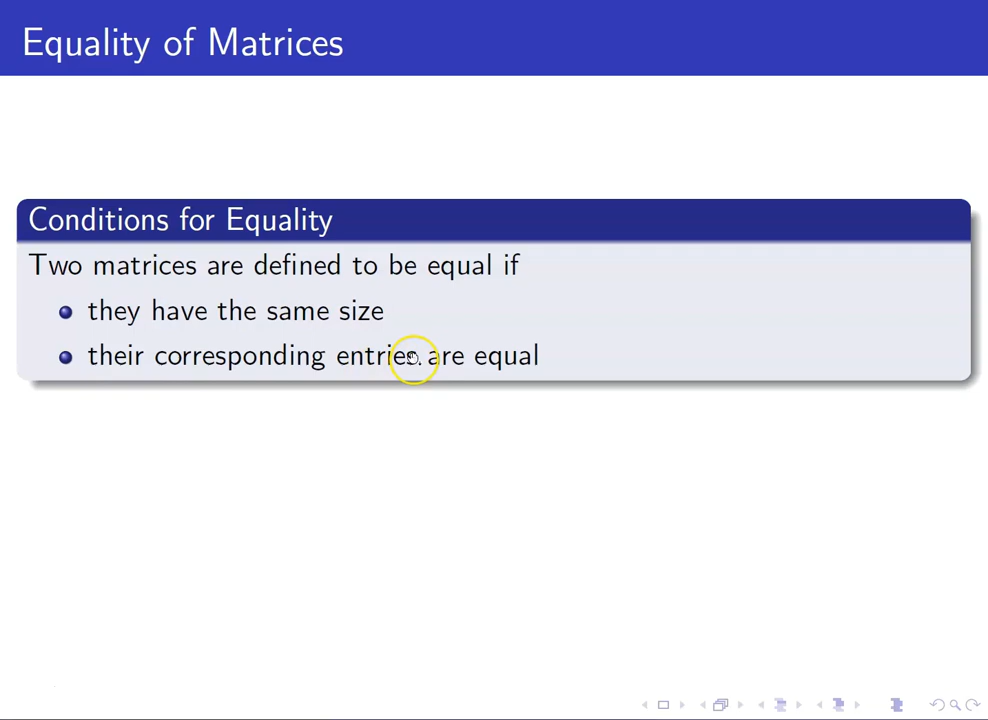 Equality of Matrices
Conditions for Equality
Two matrices are defined to be equal if
they have the same size
their corresponding entries are equal